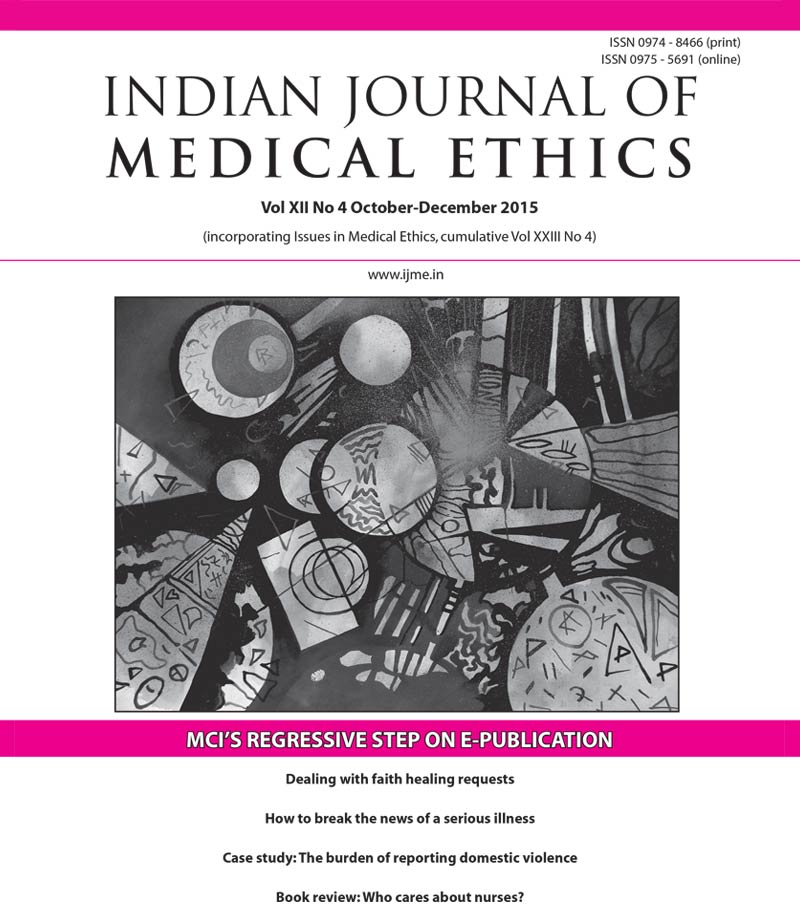 ISSN 0974 - 8466 (print)
ISSN 0975 - 5691 (online)
INDIAN JOURNAL OF
MEDICAL ETHICS
Vol XII No 4 October-December 2015
(incorporating Issues in Medical Ethics, cumulative Vol XXIII No 4)
www.ijme.in
MCI'S REGRESSIVE STEP ON E-PUBLICATION
Dealing with faith healing requests
How to break the news of a serious illness
Case study: The burden of reporting domestic violence
Book review: Who cares about nurses?